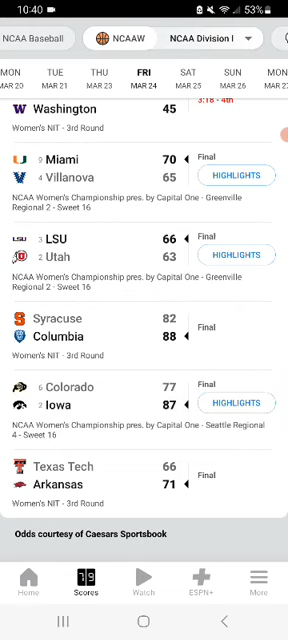 10:40
53%
NCAA Baseball
NCAAW
NCAA Division I
MON
MAR 20
TUE
MAR 21
THU
MAR 23
FRI
MAR 24
SAT
MAR 25
SUN
MAR 26
MON
MAR 27
W Washington 45 3:18 - 4th
Women's NIT - 3rd Round
9 Miami 70 Final
4 Villanova 65 HIGHLIGHTS
NCAA Women's Championship pres. by Capital One - Greenville
Regional 2 - Sweet 16
LSU 3 LSU 66 Final
2 Utah 63 HIGHLIGHTS
NCAA Women's Championship pres. by Capital One - Greenville
Regional 2 - Sweet 16
S Syracuse 82
Columbia 88 Final
Women's NIT - 3rd Round
6 Colorado 77 Final
2 Iowa 87 HIGHLIGHTS
NCAA Women's Championship pres. by Capital One - Seattle Regional
4 - Sweet 16
Texas Tech 66
Arkansas 71 Final
Women's NIT - 3rd Round
Odds courtesy of Caesars Sportsbook
Home
7 9
Scores
Watch
ESPN+
More